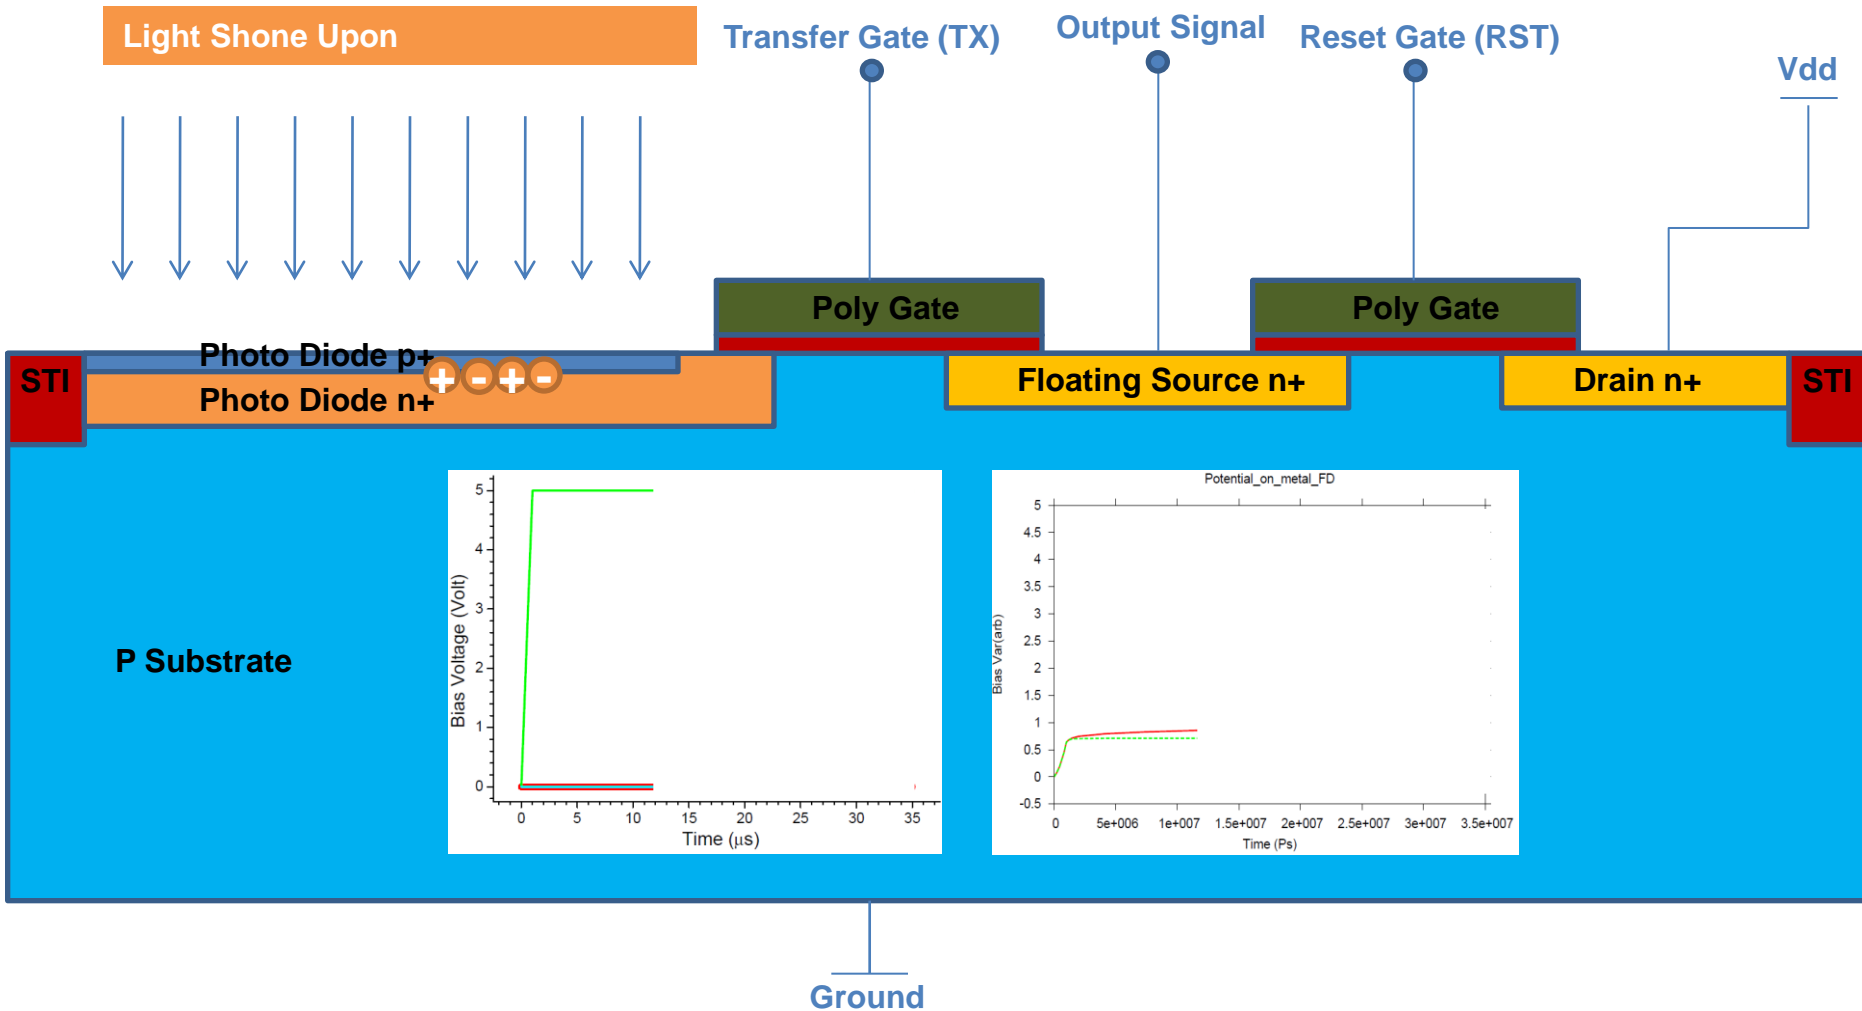 Light Shone Upon
Transfer Gate (TX)
Output Signal
Reset Gate (RST)
Vdd
Poly Gate
Poly Gate
STI
Photo Diode p+
+ - + -
Photo Diode n+
Floating Source n+
Drain n+
STI
P Substrate
Bias Voltage (Volt)
5
4
3
2
1
0
0 5 10 15 20 25 30 35
Time (μs)
Potential_on_metal_FD
Bias Var(arb)
5
4.5
4
3.5
3
2.5
2
1.5
1
0.5
0
-0.5
0 5e+006 1e+007 1.5e+007 2e+007 2.5e+007 3e+007 3.5e+007
Time (Ps)
Ground